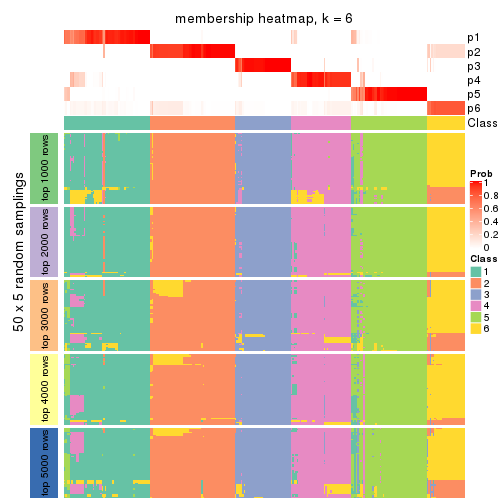 membership heatmap, k = 6
p1
p2
p3
p4
p5
p6
Class
50 x 5 random samplings
top 1000 rows
top 2000 rows
top 3000 rows
top 4000 rows
top 5000 rows
Prob
1
0.8
0.6
0.4
0.2
0
Class
1
2
3
4
5
6